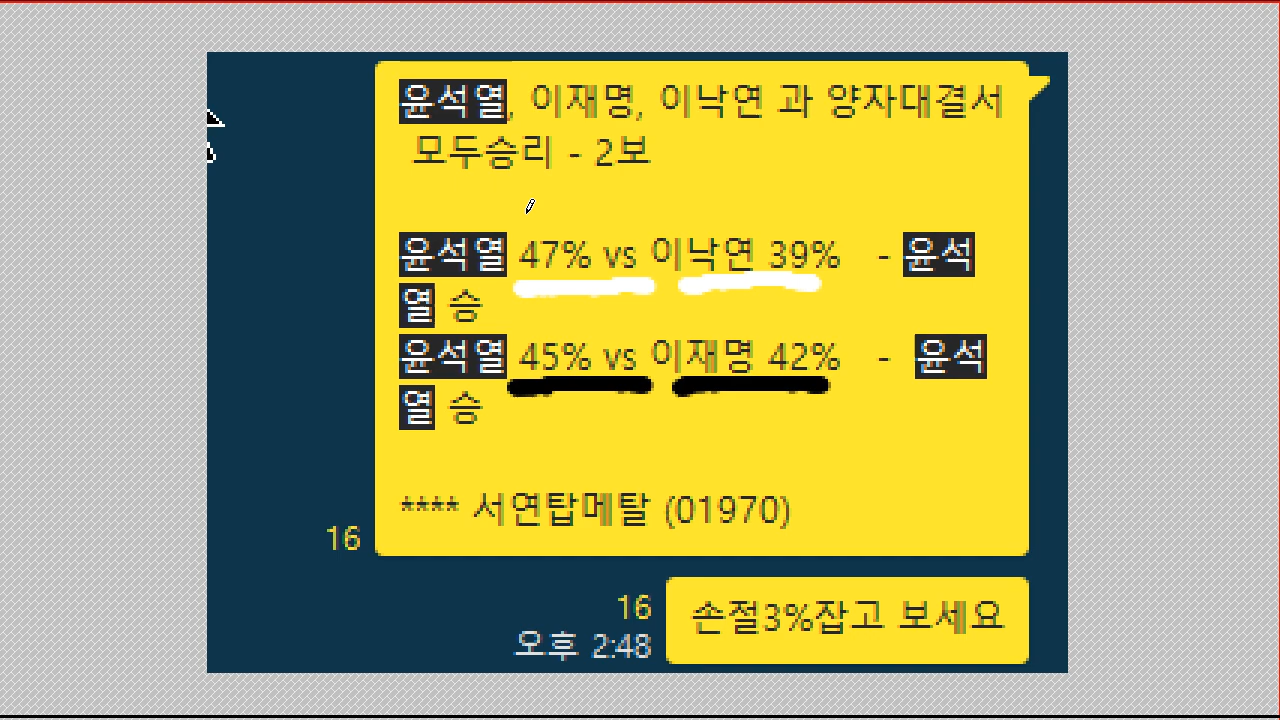 윤석열, 이재명, 이낙연 과 양자대결서
모두승리 - 2보
윤석열 47% vs 이낙연 39% - 윤석
열 승
윤석열 45% vs 이재명 42% - 윤석
열 승
**** 서연탑메탈 (01970)
16
16
손절3%잡고 보세요
오후 2:48